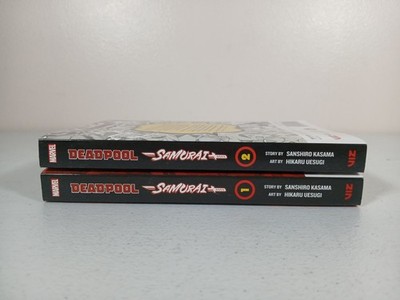 MARVEL DEADPOOL SAMURAI 2 STORY BY SANSHIRO KASAMA
ART BY HIKARU UESUGI VIZ
MARVEL DEADPOOL SAMURAI 1 STORY BY SANSHIRO KASAMA
ART BY HIKARU UESUGI VIZ